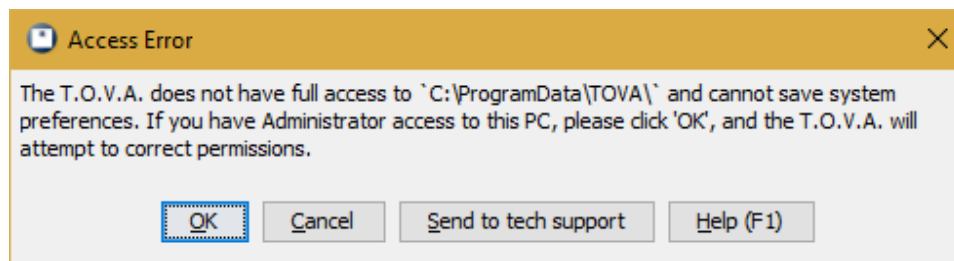 Access Error
The T.O.V.A. does not have full access to `C:\ProgramData\TOVA\` and cannot save system
preferences. If you have Administrator access to this PC, please click 'OK', and the T.O.V.A. will
attempt to correct permissions.
OK Cancel Send to tech support Help (F1)